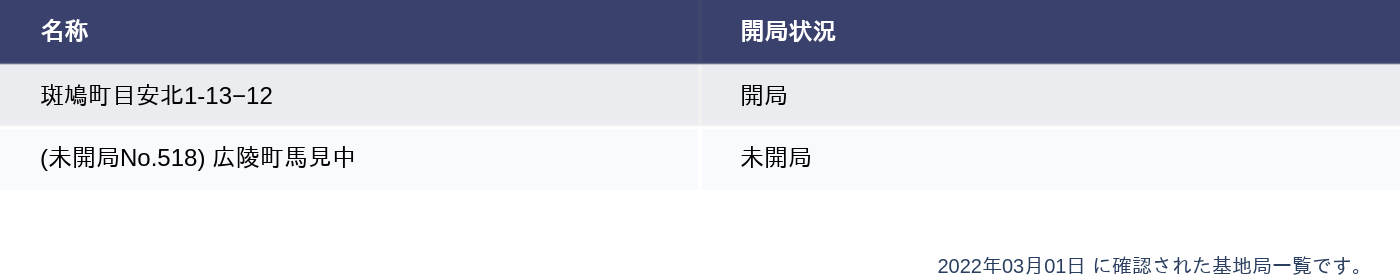 名称 開局状況
斑鳩町目安北1-13−12 開局
(未開局No.518) 広陵町馬見中 未開局
2022年03月01日 に確認された基地局一覧です。